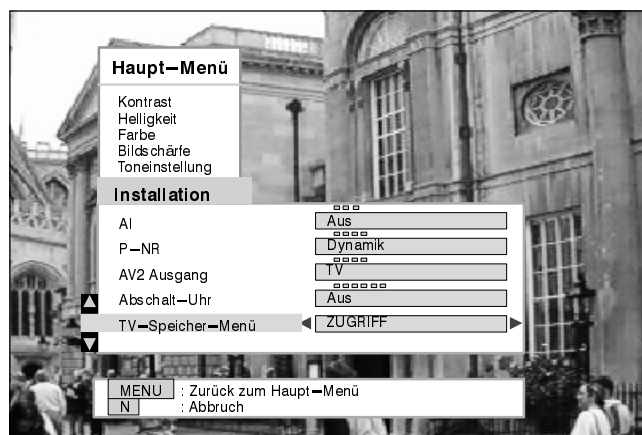 Haupt–Menü
Kontrast
Helligkeit
Farbe
Bildschärfe
Toneinstellung
Installation
AI Aus
P–NR Dynamik
AV2 Ausgang TV
Abschalt–Uhr Aus
TV–Speicher–Menü ZUGRIFF
MENU : Zurück zum Haupt–Menü
N : Abbruch